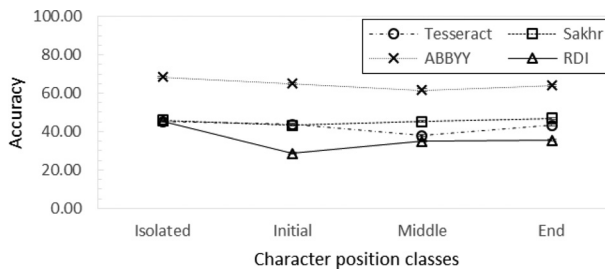 100.00
Tesseract
Sakhr
ABBYY
RDI
80.00
60.00
40.00
20.00
0.00
Accuracy
Isolated
Initial
Middle
End
Character position classes